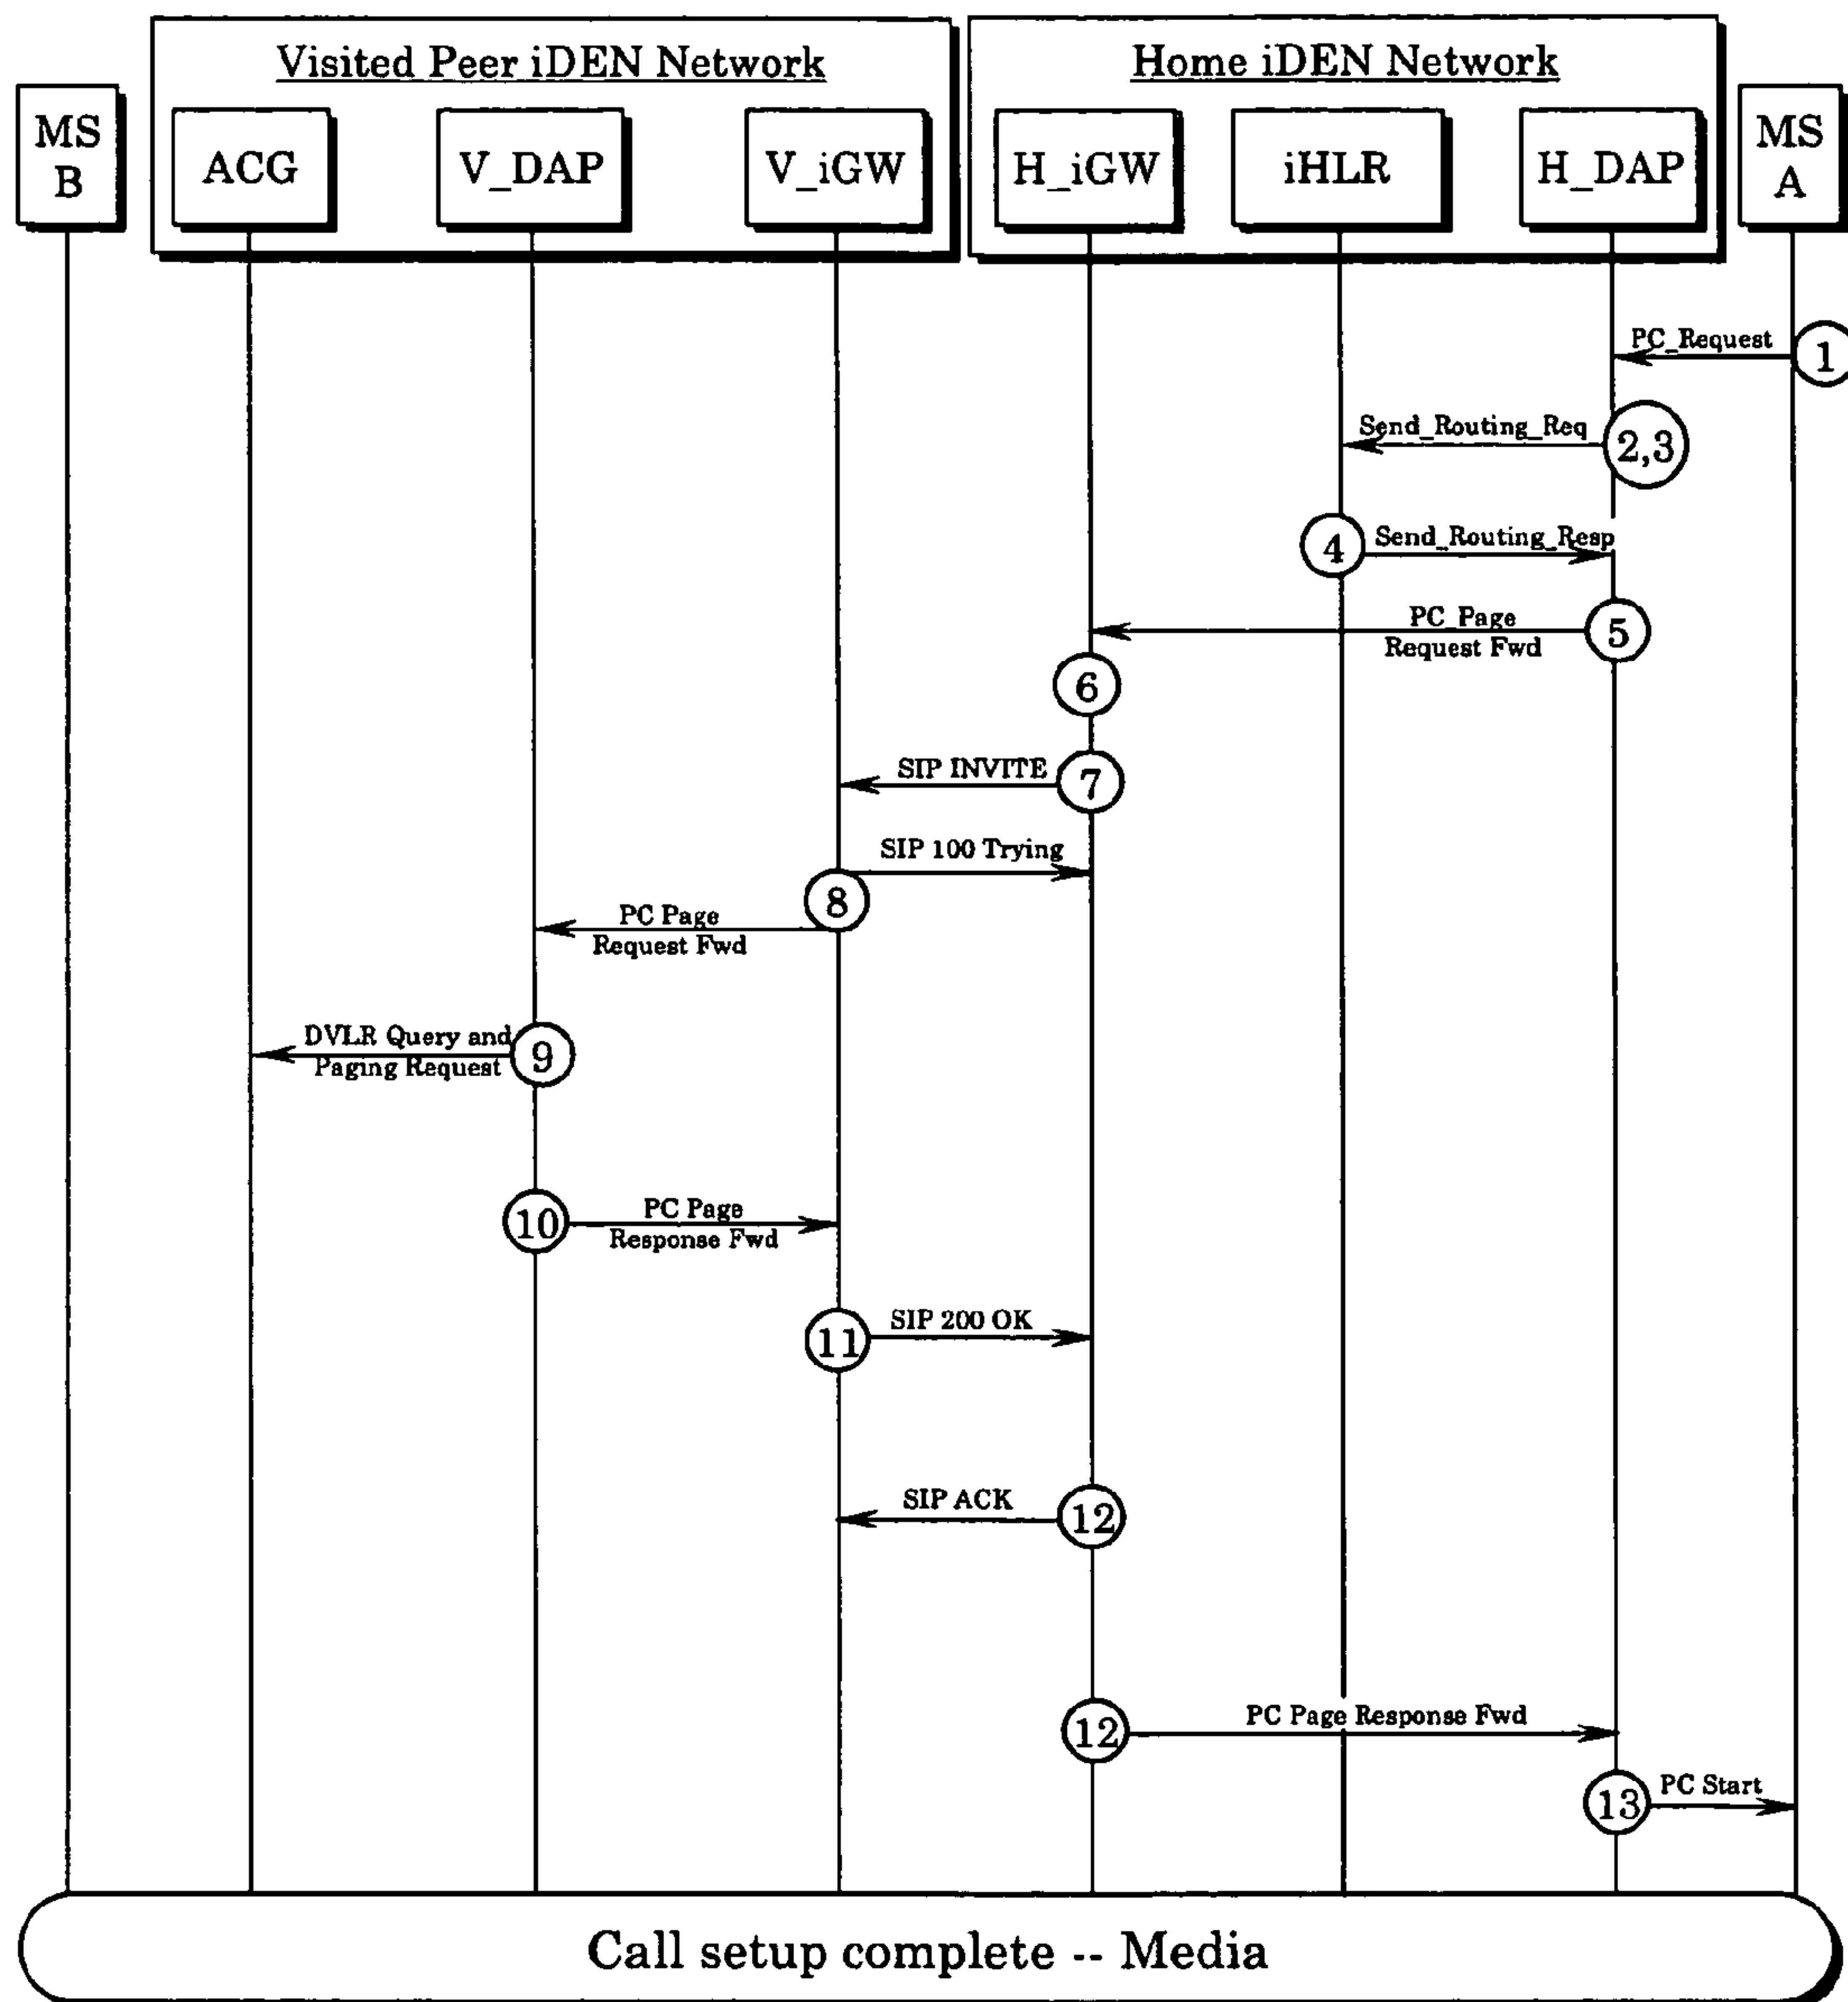 Visited Peer iDEN Network
Home iDEN Network
MS
B
ACG
V_DAP
V_iGW
H_iGW
iHLR
H_DAP
MS
A
PC_Request
1
Send_Routing_Req
2,3
4
Send_Routing_Resp
PC_Page
Request Fwd
5
6
SIP INVITE
7
SIP 100 Trying
8
PC Page
Request Fwd
DVLR Query and
Paging Request
9
10
PC Page
Response Fwd
11
SIP 200 OK
SIP ACK
12
12
PC Page Response Fwd
13
PC Start
Call setup complete -- Media